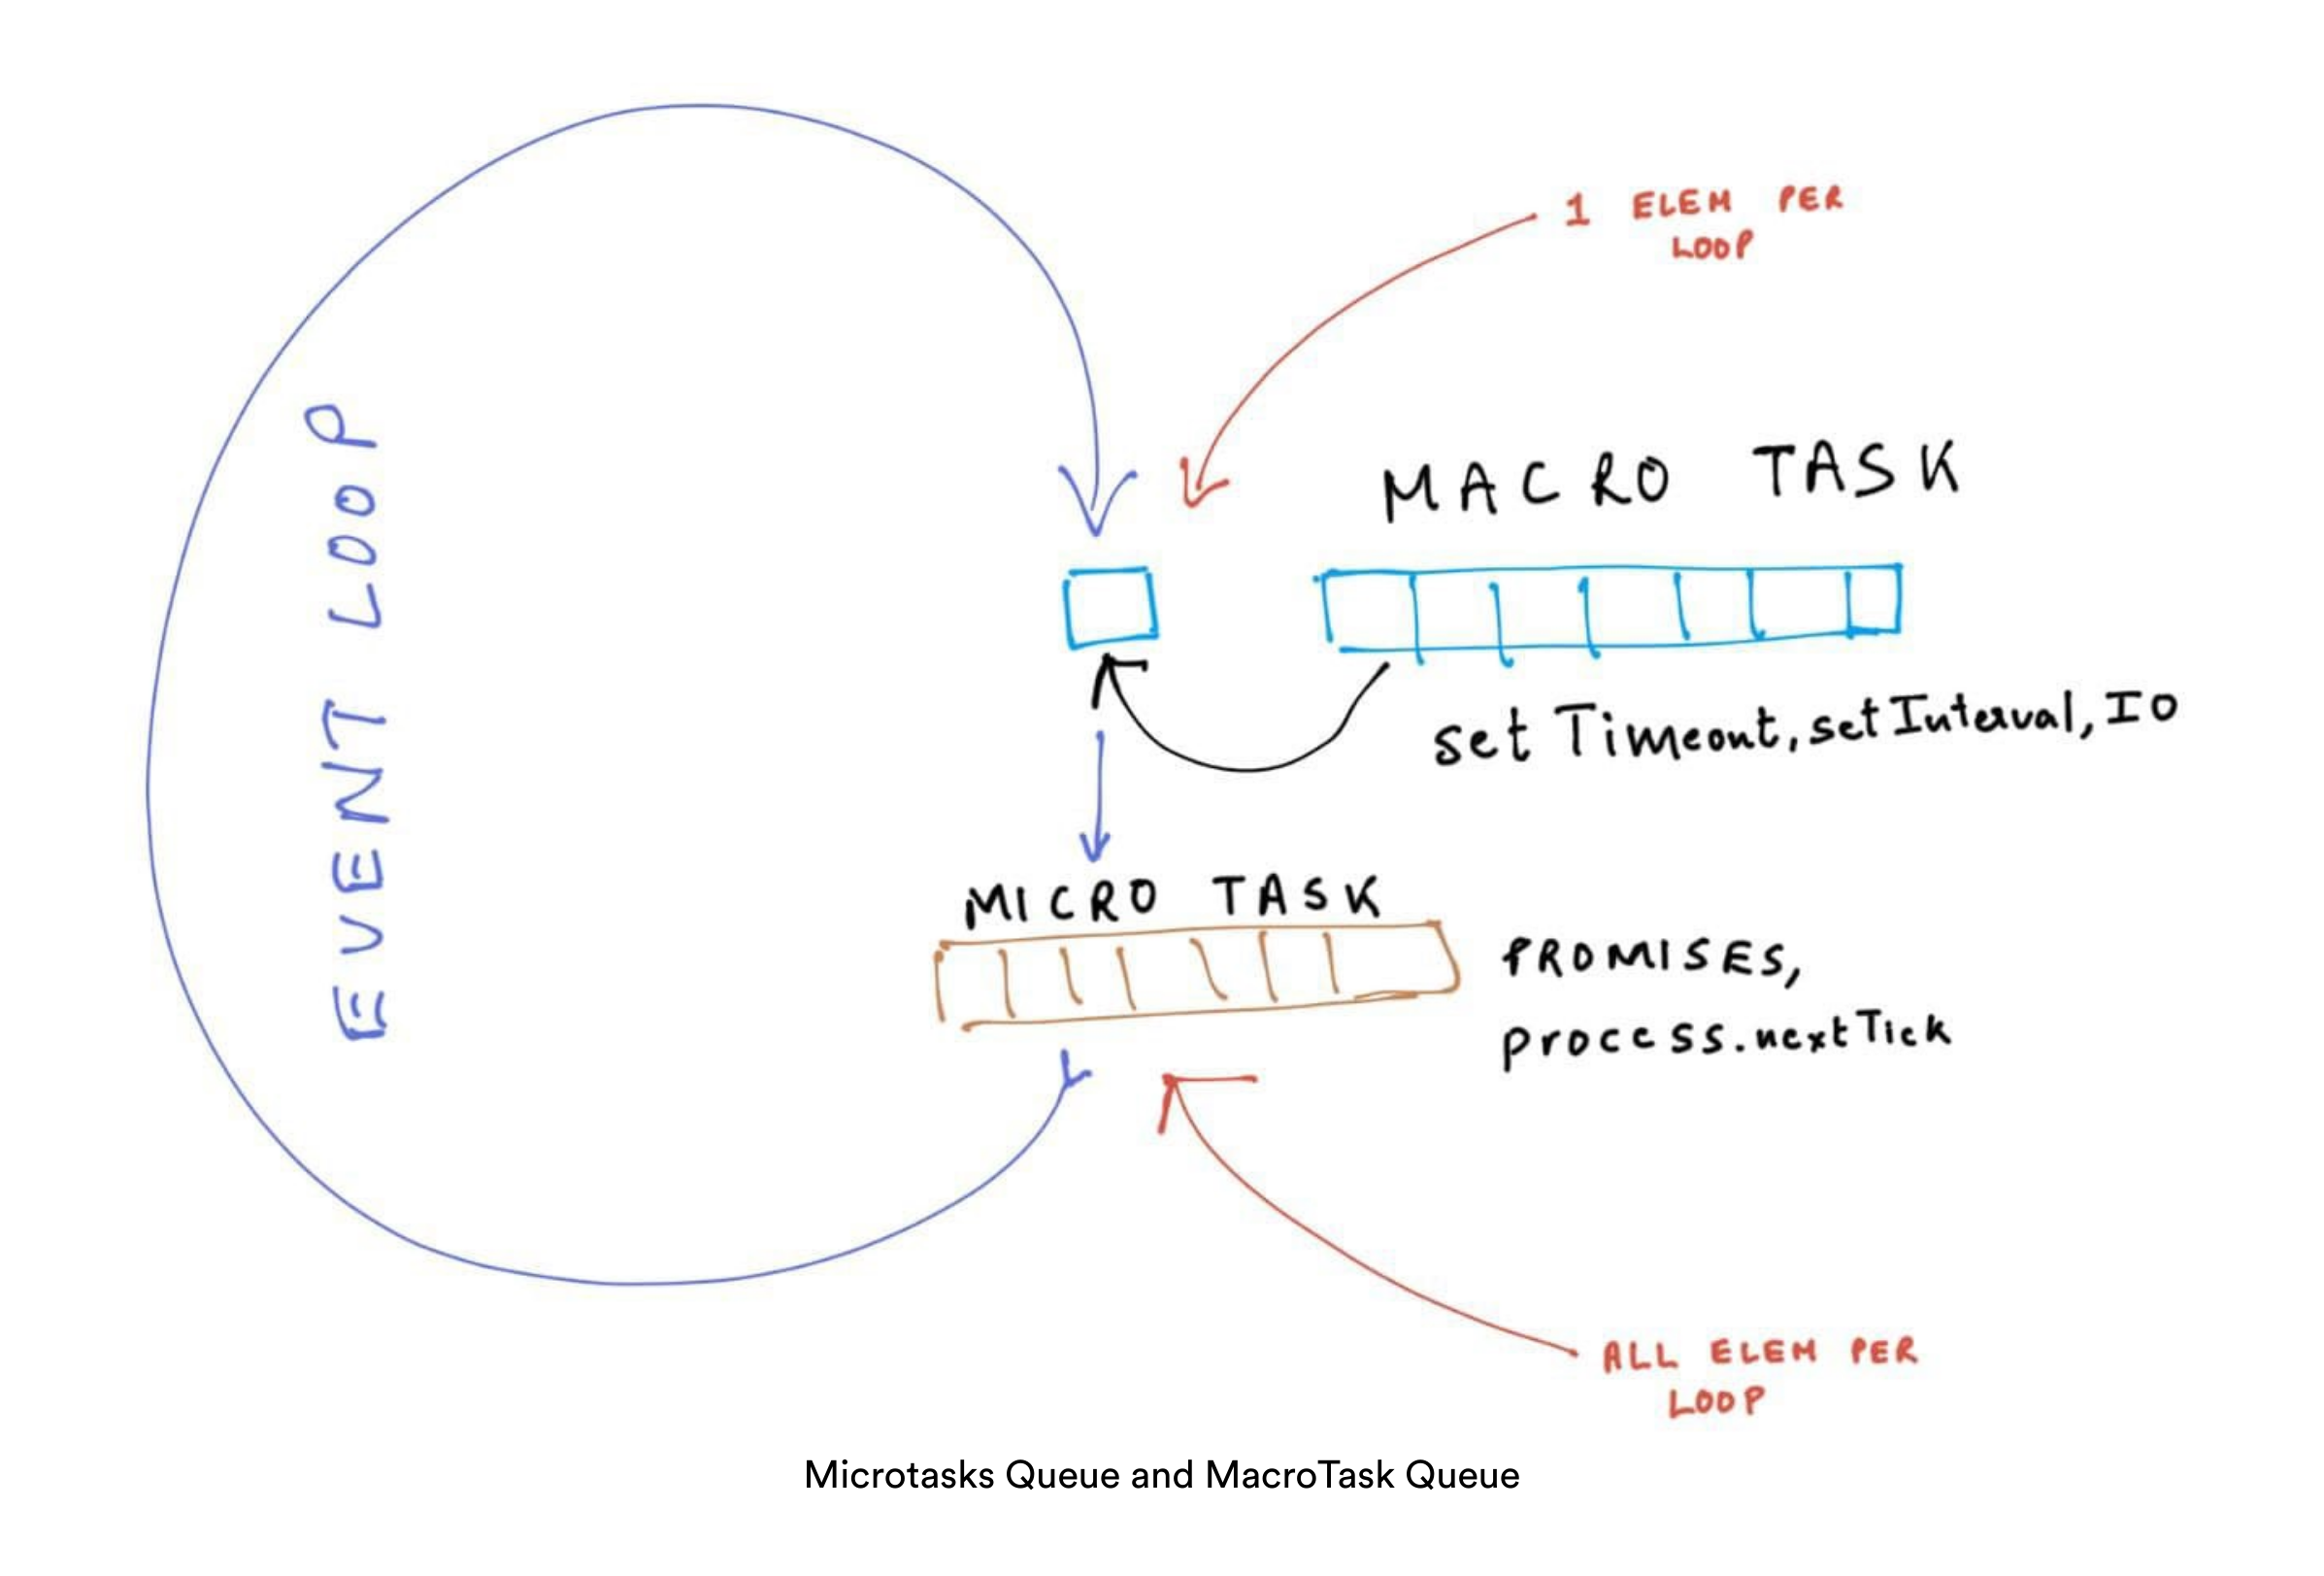 1 ELEM PER
LOOP
EVENT LOOP
MACRO TASK
setTimeout, setInterval, IO
MICRO TASK
PROMISES,
process.nextTick
ALL ELEM PER
LOOP
Microtasks Queue and MacroTask Queue